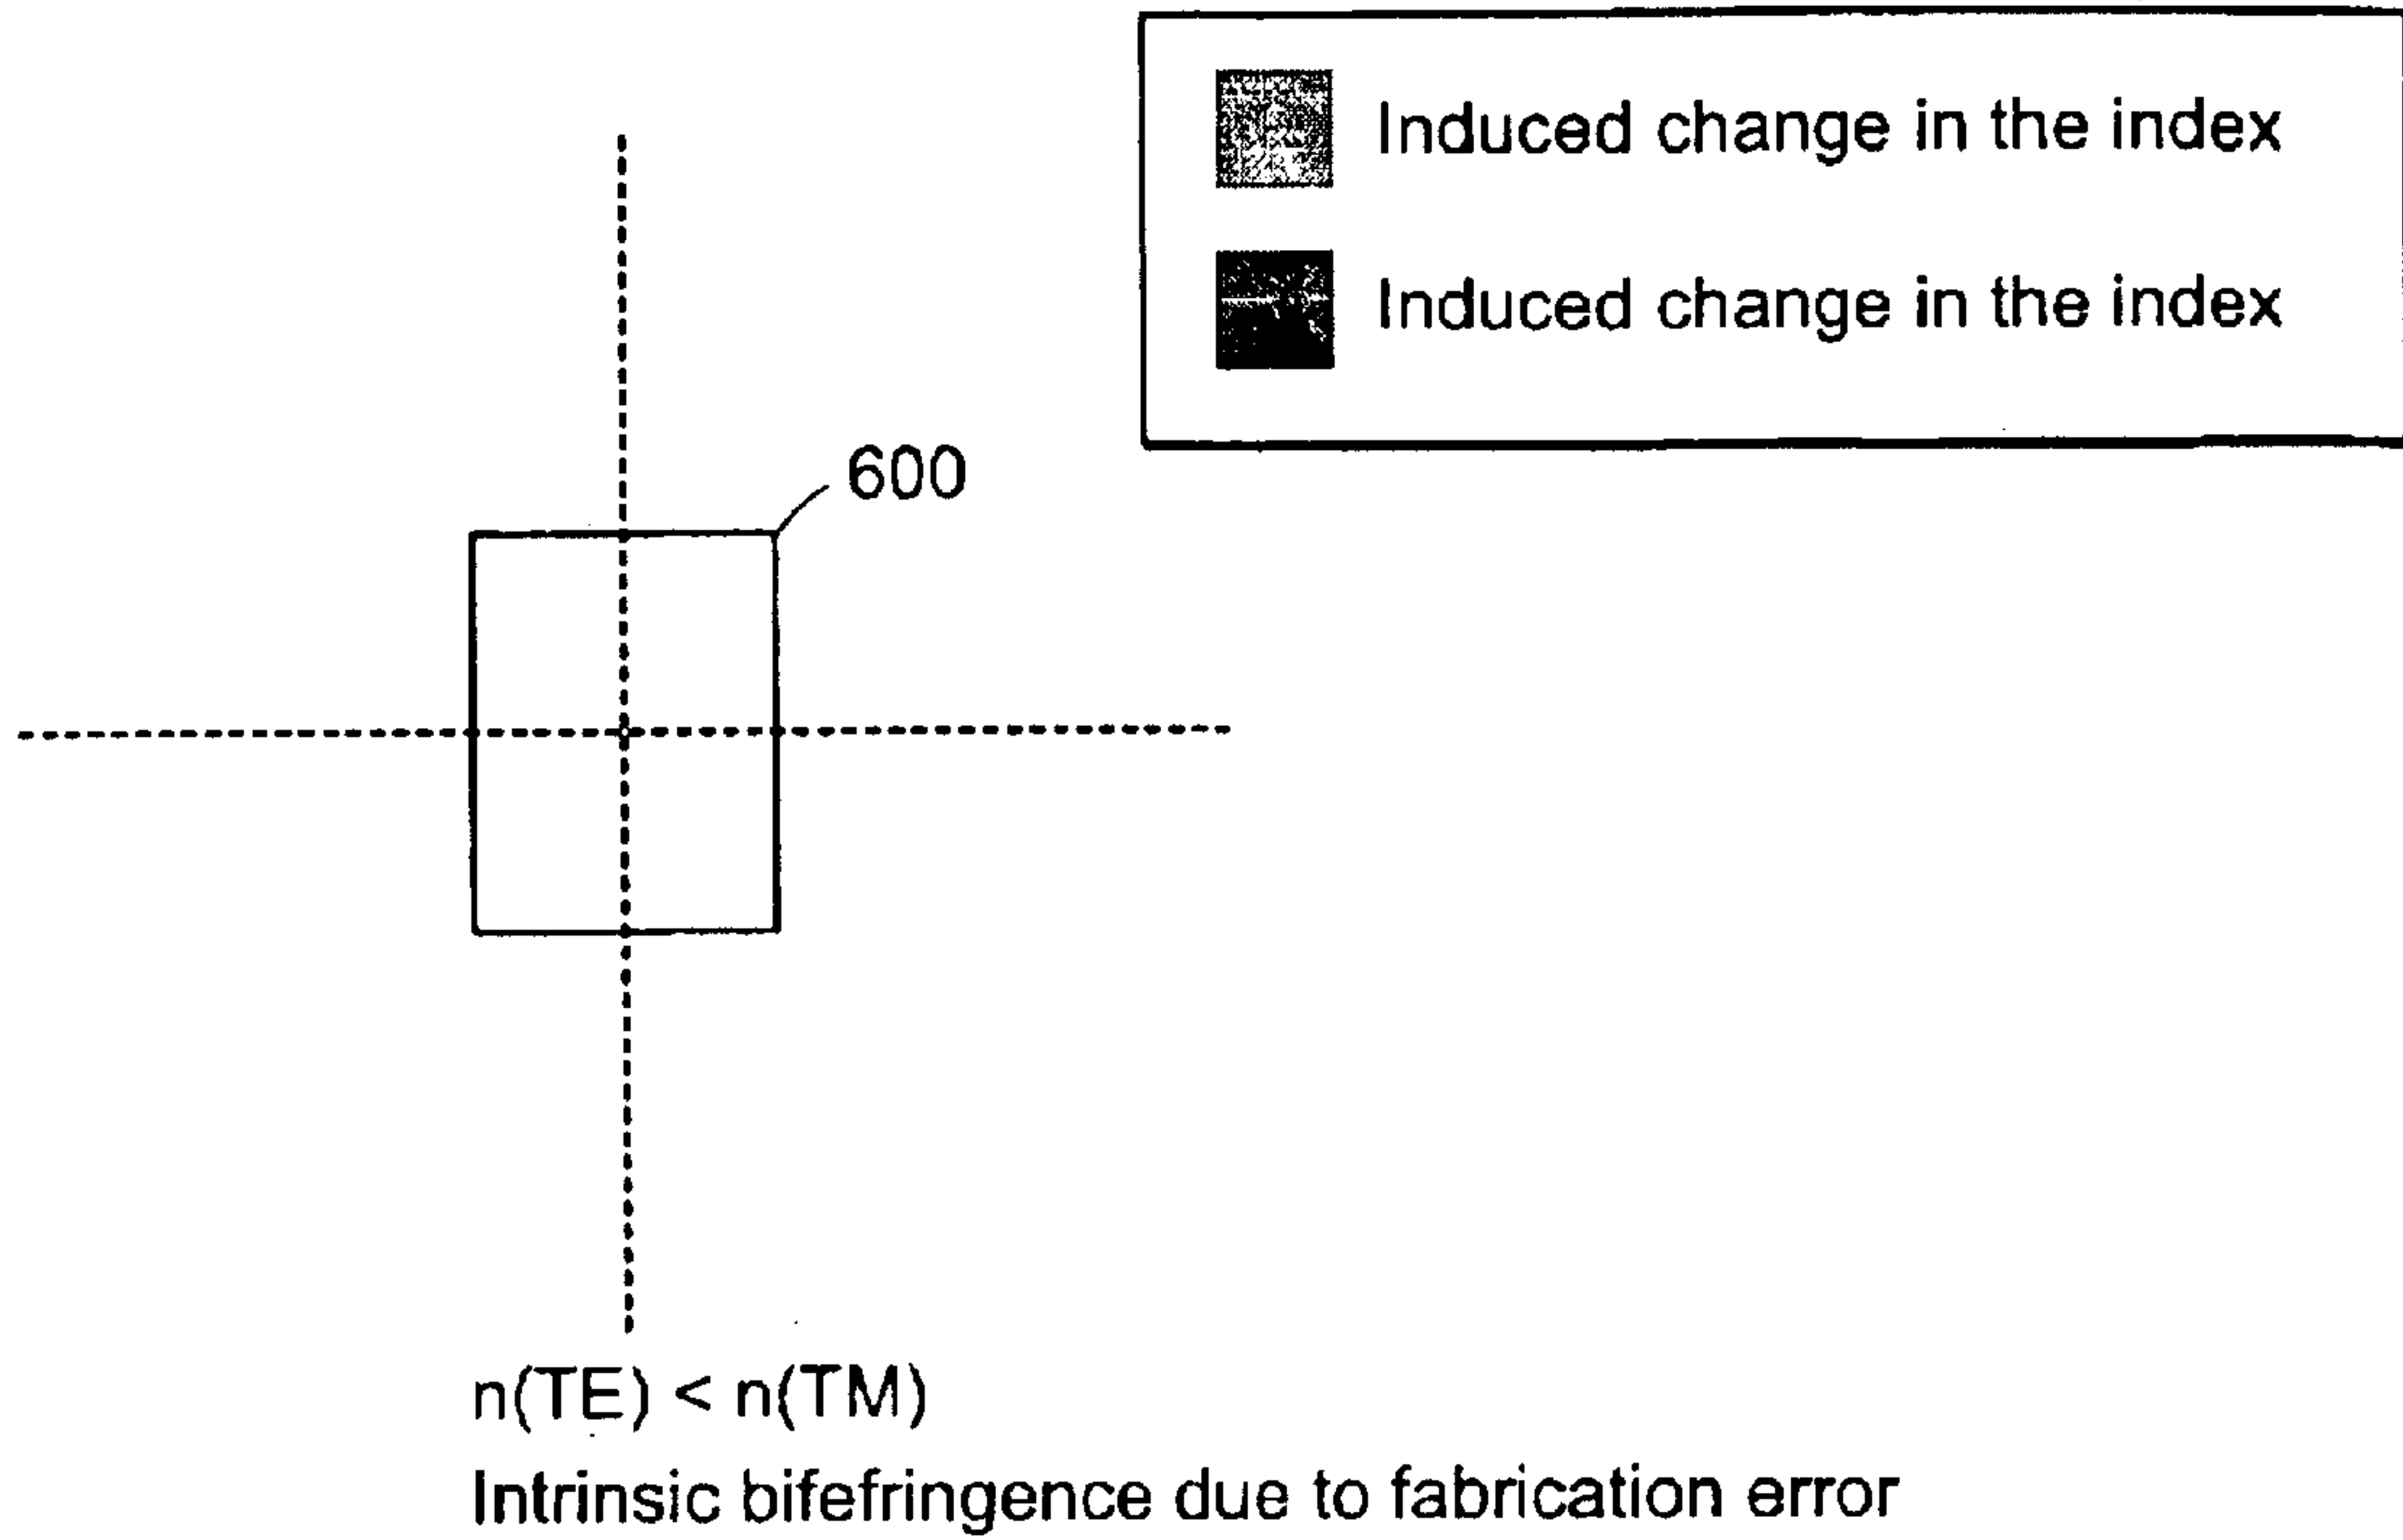 Induced change in the index
Induced change in the index
600
n(TE) < n(TM)
Intrinsic bifefringence due to fabrication error